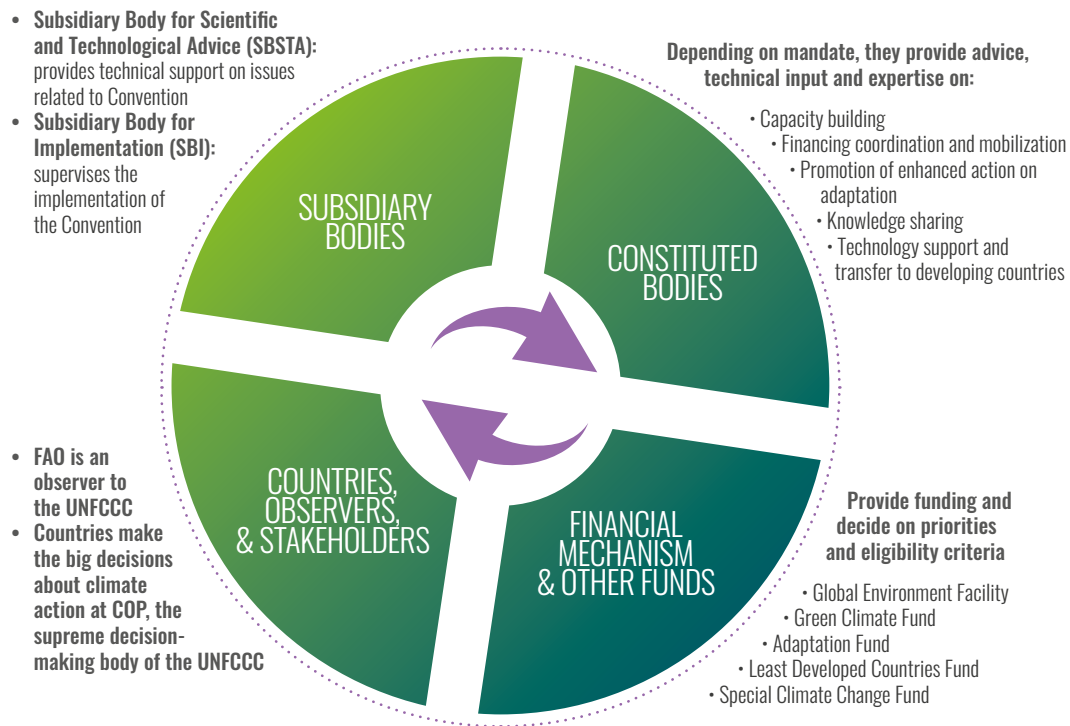 • Subsidiary Body for Scientific
and Technological Advice (SBSTA):
provides technical support on issues
related to Convention
• Subsidiary Body for
Implementation (SBI):
supervises the
implementation of
the Convention
SUBSIDIARY
BODIES
Depending on mandate, they provide advice,
technical input and expertise on:
• Capacity building
• Financing coordination and mobilization
• Promotion of enhanced action on
adaptation
• Knowledge sharing
• Technology support and
transfer to developing countries
CONSTITUTED
BODIES
• FAO is an
observer to
the UNFCCC
• Countries make
the big decisions
about climate
action at COP, the
supreme decision-
making body of the UNFCCC
COUNTRIES,
OBSERVERS,
& STAKEHOLDERS
FINANCIAL
MECHANISM
& OTHER FUNDS
Provide funding and
decide on priorities
and eligibility criteria
• Global Environment Facility
• Green Climate Fund
• Adaptation Fund
• Least Developed Countries Fund
• Special Climate Change Fund